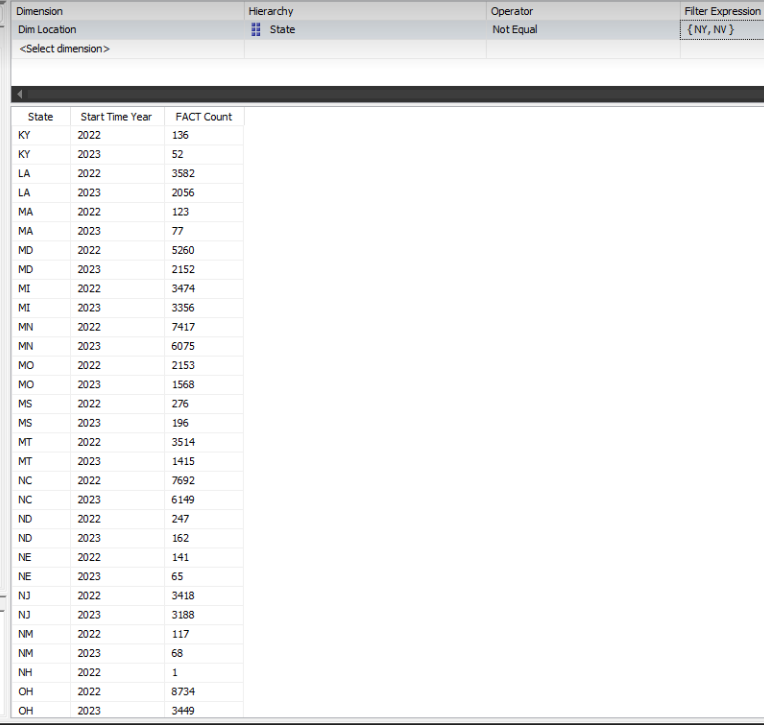 Dimension Hierarchy Operator Filter Expression
Dim Location State Not Equal { NY, NV }
<Select dimension>
State Start Time Year FACT Count
KY 2022 136
KY 2023 52
LA 2022 3582
LA 2023 2056
MA 2022 123
MA 2023 77
MD 2022 5260
MD 2023 2152
MI 2022 3474
MI 2023 3356
MN 2022 7417
MN 2023 6075
MO 2022 2153
MO 2023 1568
MS 2022 276
MS 2023 196
MT 2022 3514
MT 2023 1415
NC 2022 7692
NC 2023 6149
ND 2022 247
ND 2023 162
NE 2022 141
NE 2023 65
NJ 2022 3418
NJ 2023 3188
NM 2022 117
NM 2023 68
NH 2022 1
OH 2022 8734
OH 2023 3449